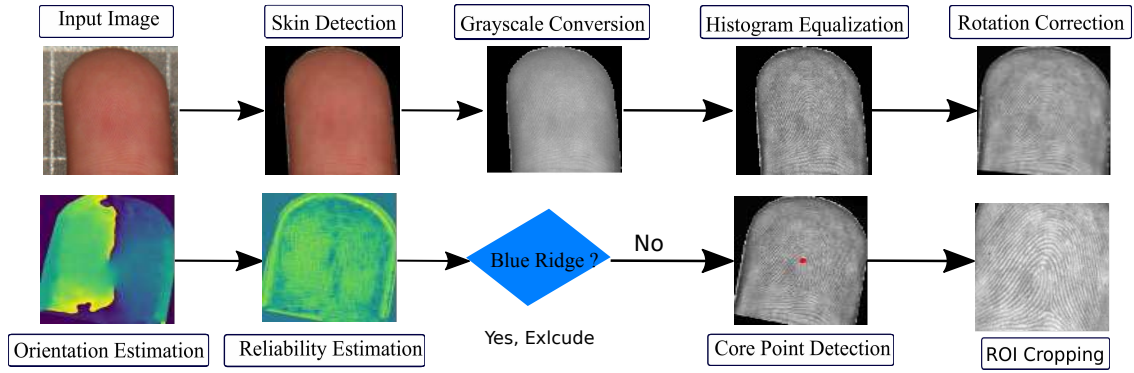 Input Image
Skin Detection
Grayscale Conversion
Histogram Equalization
Rotation Correction
Blue Ridge ?
No
Yes, Exlcude
Orientation Estimation
Reliability Estimation
Core Point Detection
ROI Cropping